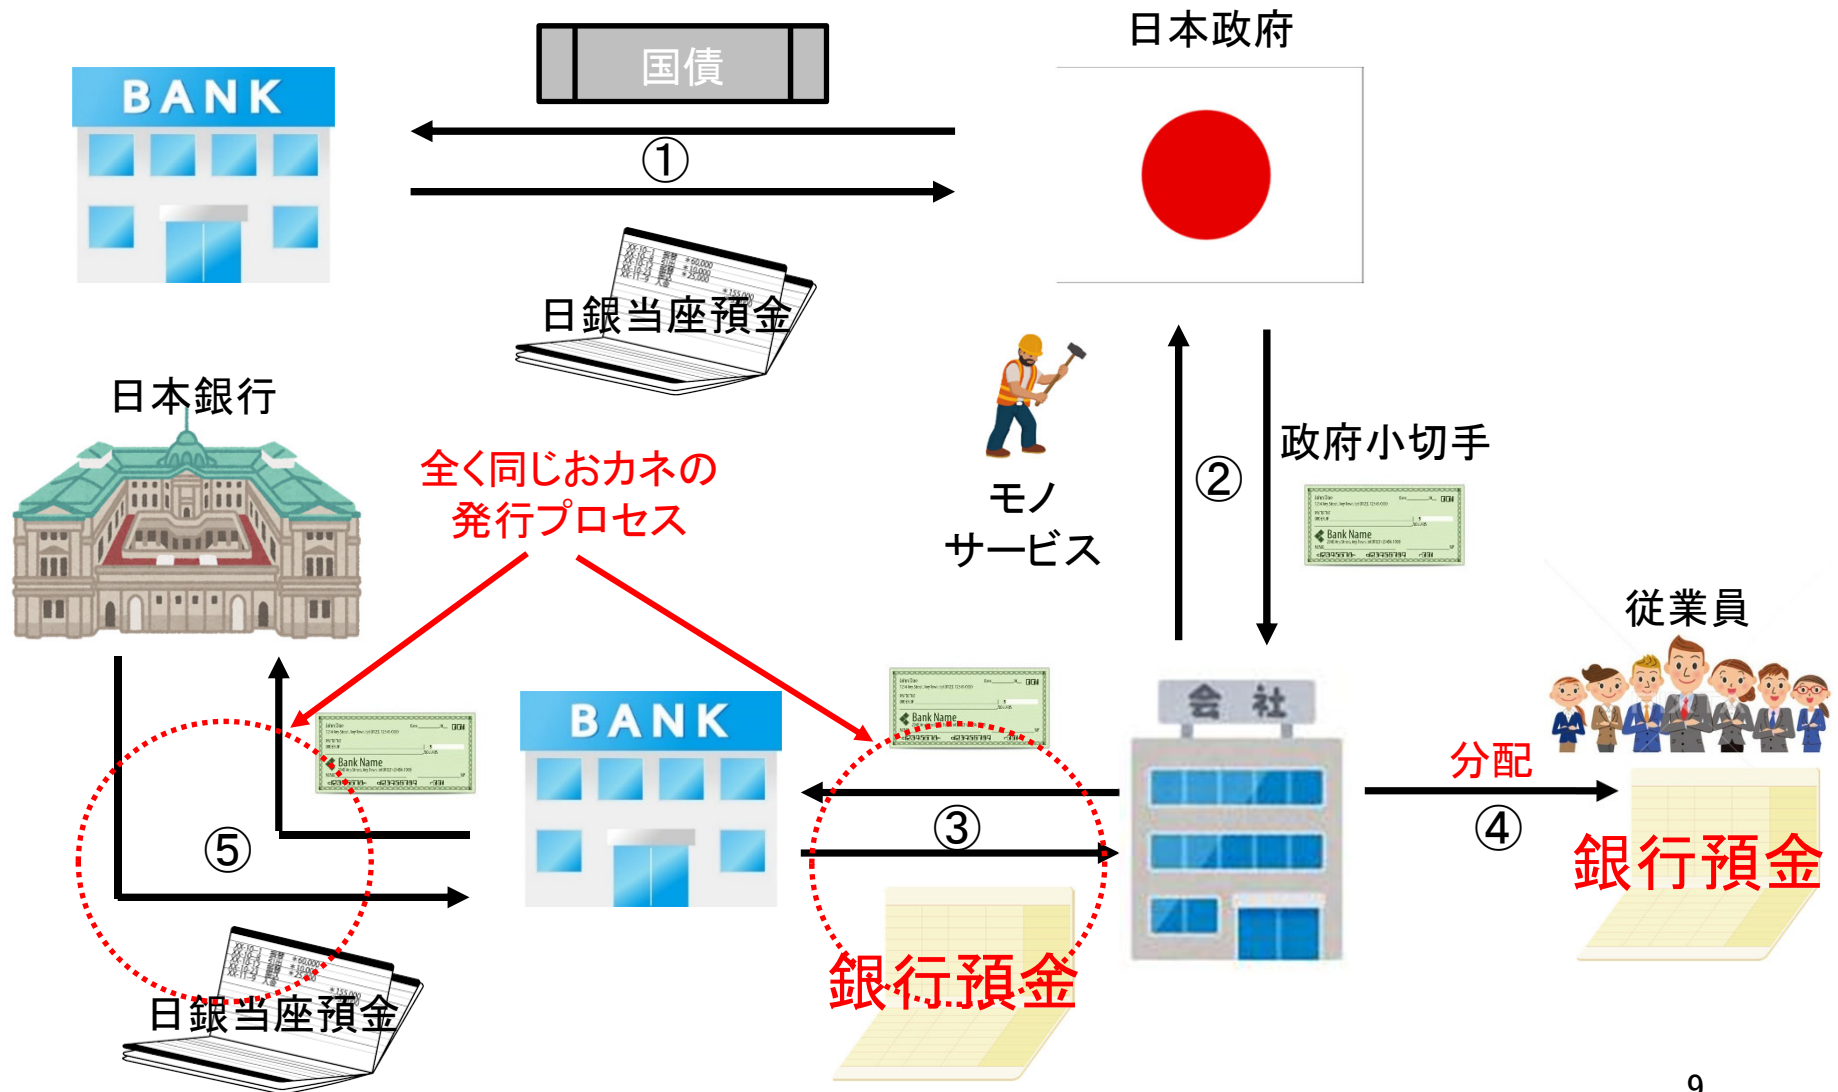 日本政府
国債
BANK
①
日銀当座預金
日本銀行
全く同じおカネの
発行プロセス
モノ
サービス
②
政府小切手
Bank Name
従業員
会社
BANK
Bank Name
Bank Name
分配
③
④
⑤
銀行預金
銀行預金
日銀当座預金
9